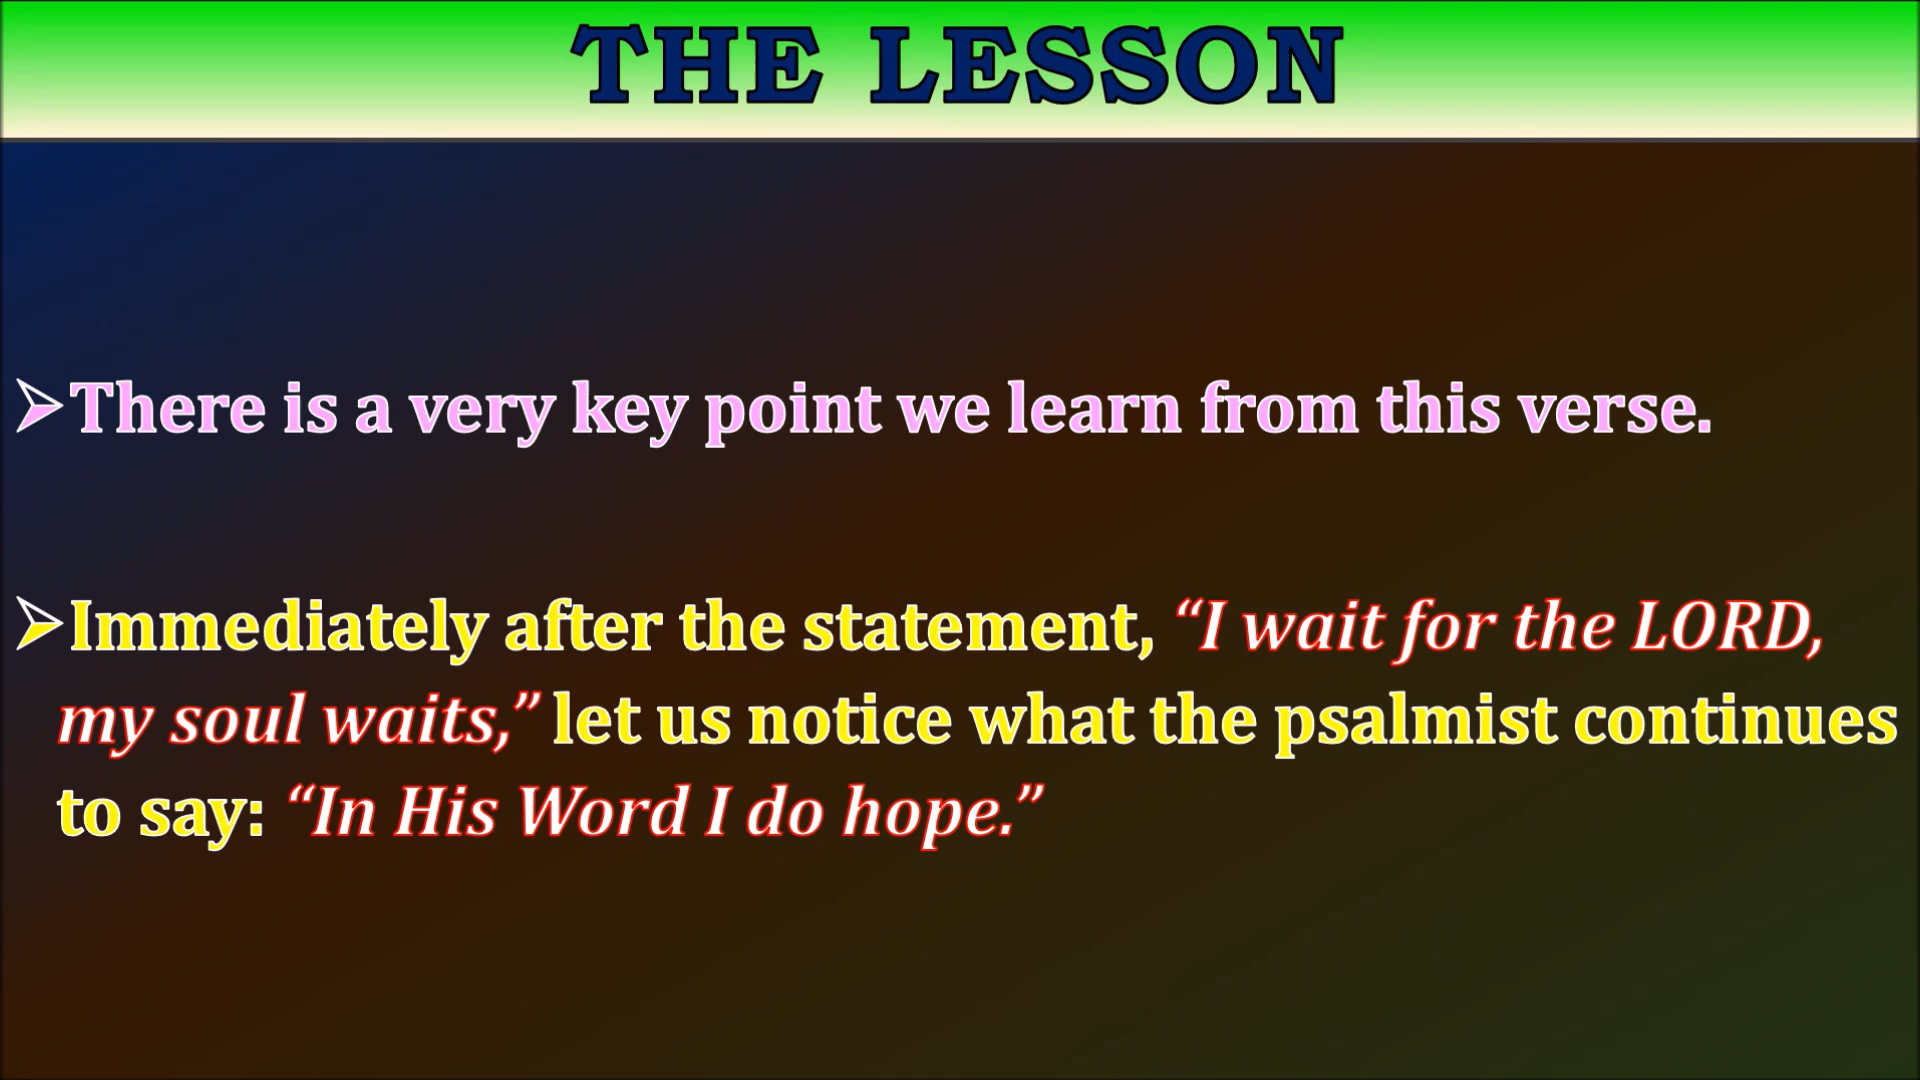 THE LESSON
➢There is a very key point we learn from this verse.
➢Immediately after the statement, “I wait for the LORD,
my soul waits,” let us notice what the psalmist continues
to say: “In His Word I do hope.”